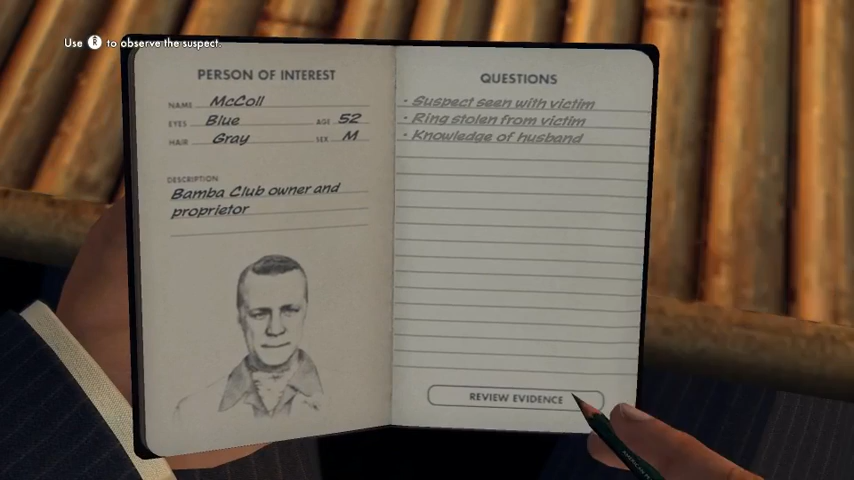 Use R to observe the suspect.
PERSON OF INTEREST
NAME McColl
EYES Blue AGE 52
HAIR Gray SEX M
DESCRIPTION
Bamba Club owner and
proprietor
QUESTIONS
- Suspect seen with victim
- Ring stolen from victim
- Knowledge of husband
REVIEW EVIDENCE